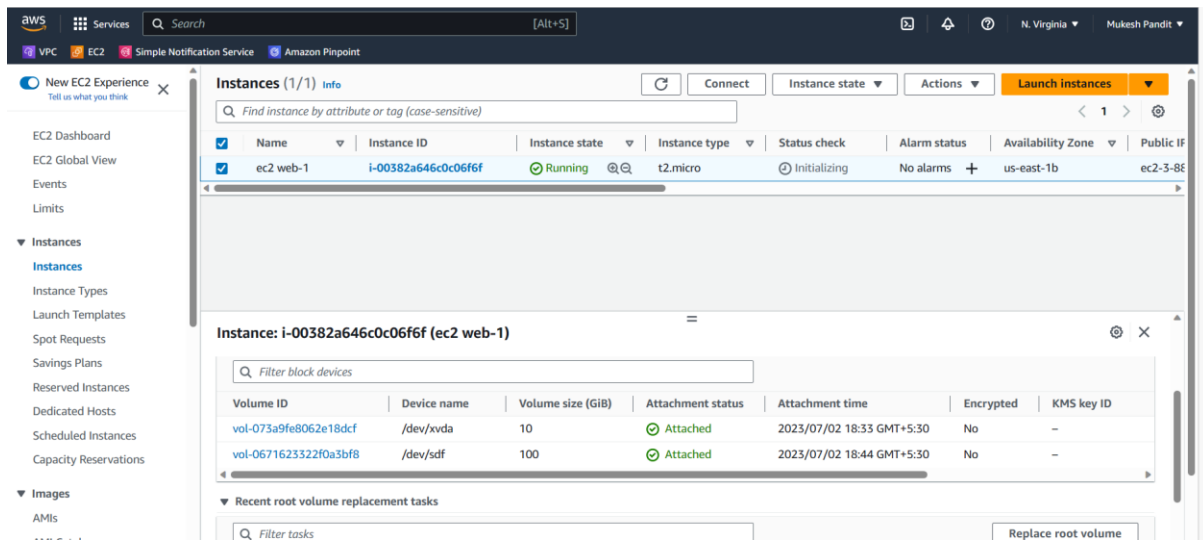 aws Services Search [Alt+S] N. Virginia Mukesh Pandit
VPC EC2 Simple Notification Service Amazon Pinpoint
New EC2 Experience
Tell us what you think
EC2 Dashboard
EC2 Global View
Events
Limits
Instances
Instances
Instance Types
Launch Templates
Spot Requests
Savings Plans
Reserved Instances
Dedicated Hosts
Scheduled Instances
Capacity Reservations
Images
AMIs
Instances (1/1) Info Connect Instance state Actions Launch instances
Find instance by attribute or tag (case-sensitive) 1
Name Instance ID Instance state Instance type Status check Alarm status Availability Zone Public IP
ec2 web-1 i-00382a646c0c06f6f Running t2.micro Initializing No alarms + us-east-1b ec2-3-88
Instance: i-00382a646c0c06f6f (ec2 web-1)
Filter block devices
Volume ID Device name Volume size (GiB) Attachment status Attachment time Encrypted KMS key ID
vol-073a9fe8062e18dcf /dev/xvda 10 Attached 2023/07/02 18:33 GMT+5:30 No –
vol-0671623322f0a3bf8 /dev/sdf 100 Attached 2023/07/02 18:44 GMT+5:30 No –
Recent root volume replacement tasks
Filter tasks Replace root volume